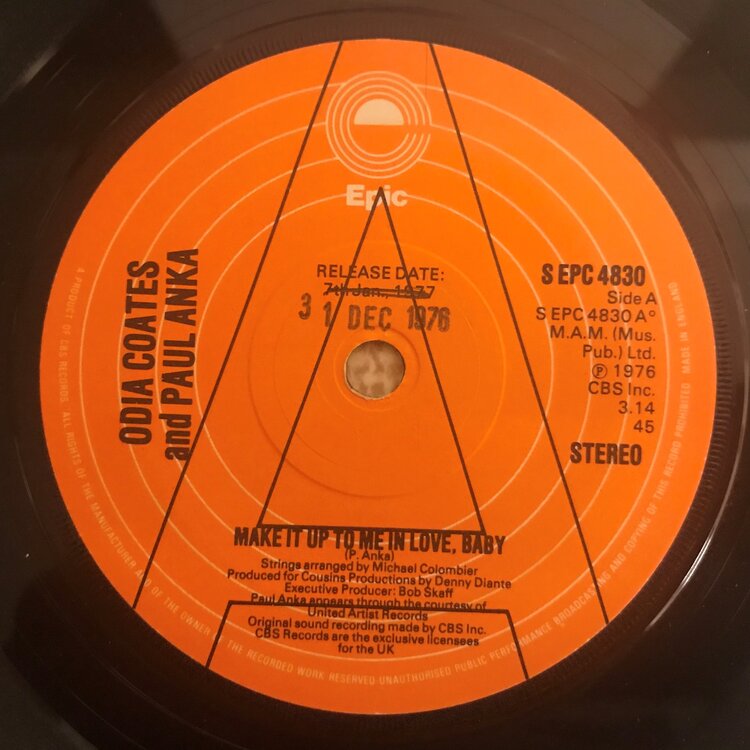 Epic
RELEASE DATE:
7th Jan., 1977
3 1 DEC 1976
ODIA COATES
and PAUL ANKA
S EPC 4830
Side A
S EPC 4830 A°
M.A.M. (Mus.
Pub.) Ltd.
℗ 1976
CBS Inc.
3.14
45
STEREO
MAKE IT UP TO ME IN LOVE, BABY
(P. Anka)
Strings arranged by Michael Colombier
Produced for Cousins Productions by Denny Diante
Executive Producer: Bob Skaff
Paul Anka appears through the courtesy of
United Artist Records
Original sound recording made by CBS Inc.
CBS Records are the exclusive licensees
for the UK
A PRODUCT OF CBS RECORDS. ALL RIGHTS OF THE MANUFACTURER AND OF THE OWNER OF THE RECORDED WORK RESERVED UNAUTHORISED PUBLIC PERFORMANCE BROADCASTING AND COPYING OF THIS RECORD PROHIBITED MADE IN ENGLAND
A